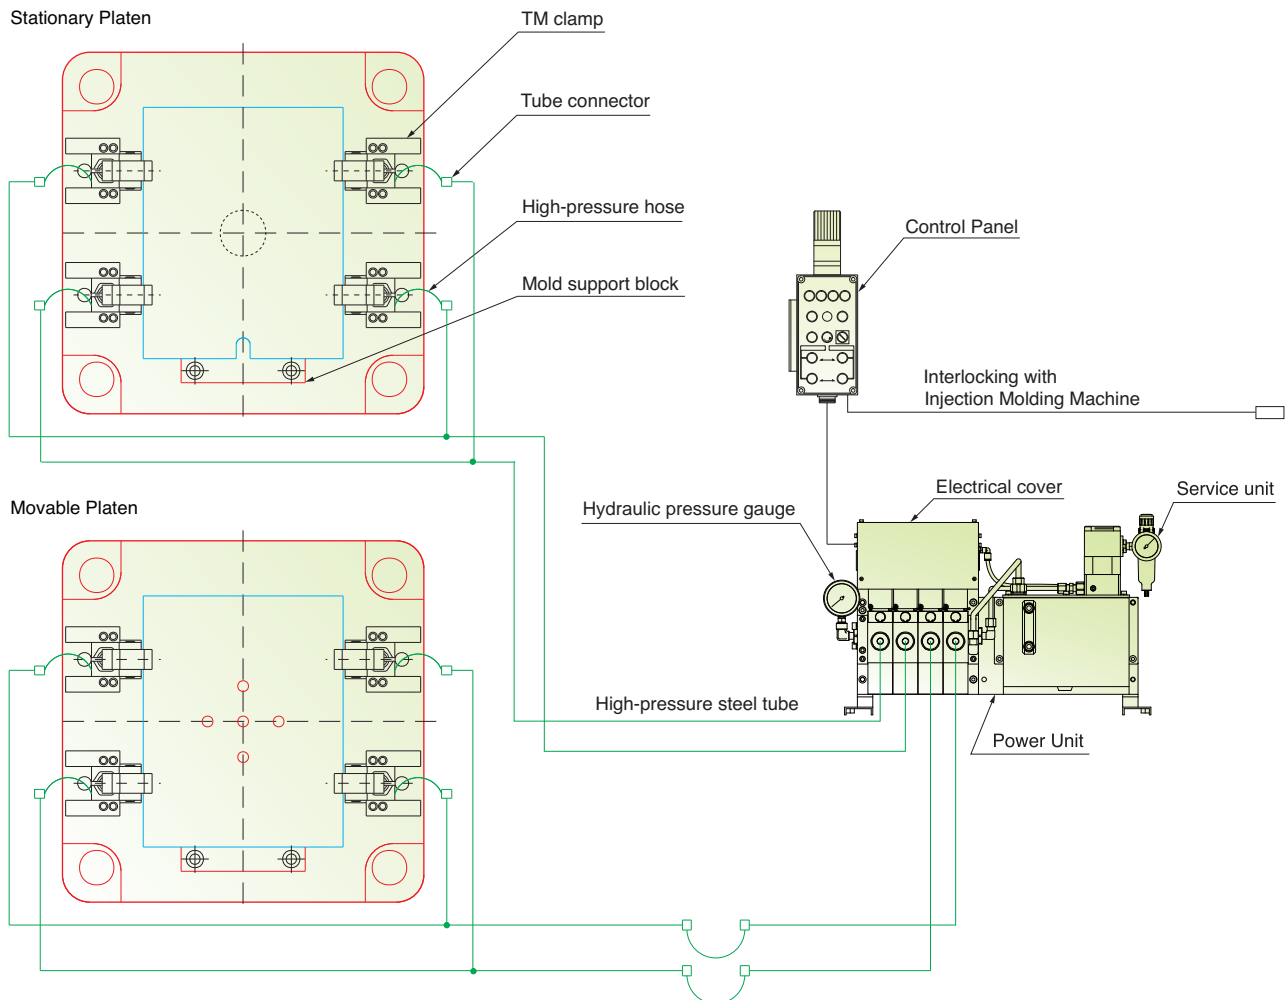 Stationary Platen
TM clamp
Tube connector
High-pressure hose
Control Panel
Mold support block
Interlocking with
Injection Molding Machine
Electrical cover
Service unit
Movable Platen
Hydraulic pressure gauge
High-pressure steel tube
Power Unit